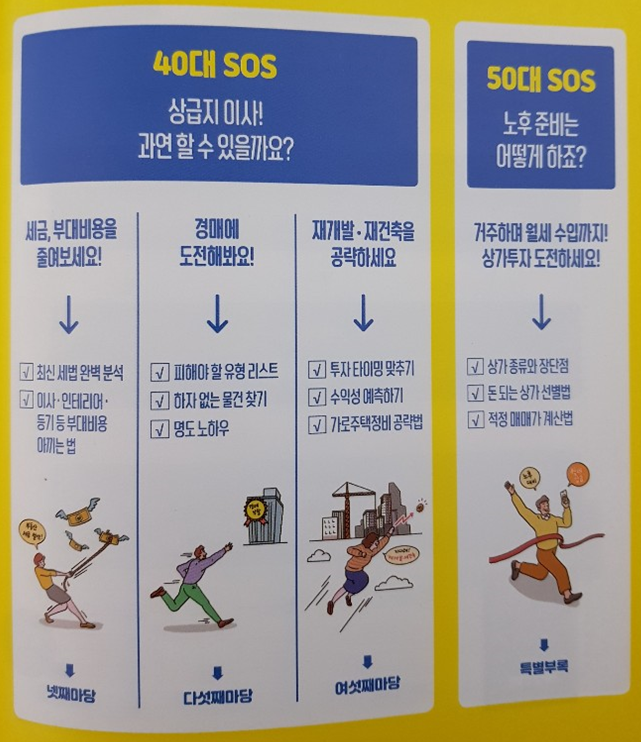 40대 SOS
상급지 이사!
과연 할 수 있을까요?
세금, 부대비용을
줄여보세요!
√ 최신 세법 완벽 분석
√ 이사·인테리어·
등기 등 부대비용
아끼는 법
넷째마당
경매에
도전해봐요!
√ 피해야 할 유형 리스트
√ 하자 없는 물건 찾기
√ 명도 노하우
다섯째마당
재개발·재건축을
공략하세요
√ 투자 타이밍 맞추기
√ 수익성 예측하기
√ 가로주택정비 공략법
여섯째마당
50대 SOS
노후 준비는
어떻게 하죠?
거주하며 월세 수입까지!
상가투자 도전하세요!
√ 상가 종류와 장단점
√ 돈 되는 상가 선별법
√ 적정 매매가 계산법
특별부록